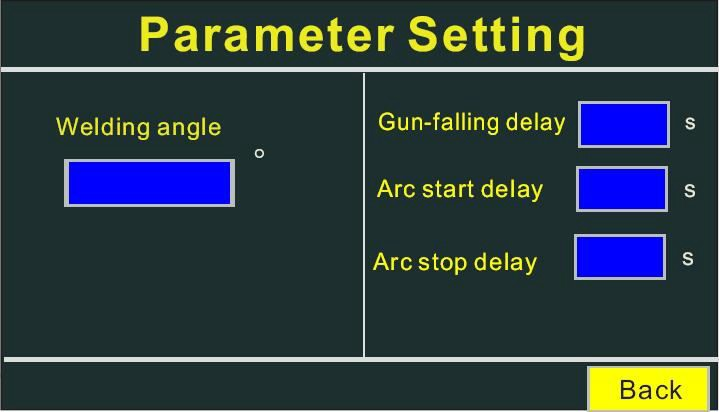 Parameter Setting
Welding angle
°
Gun-falling delay s
Arc start delay s
Arc stop delay s
Back